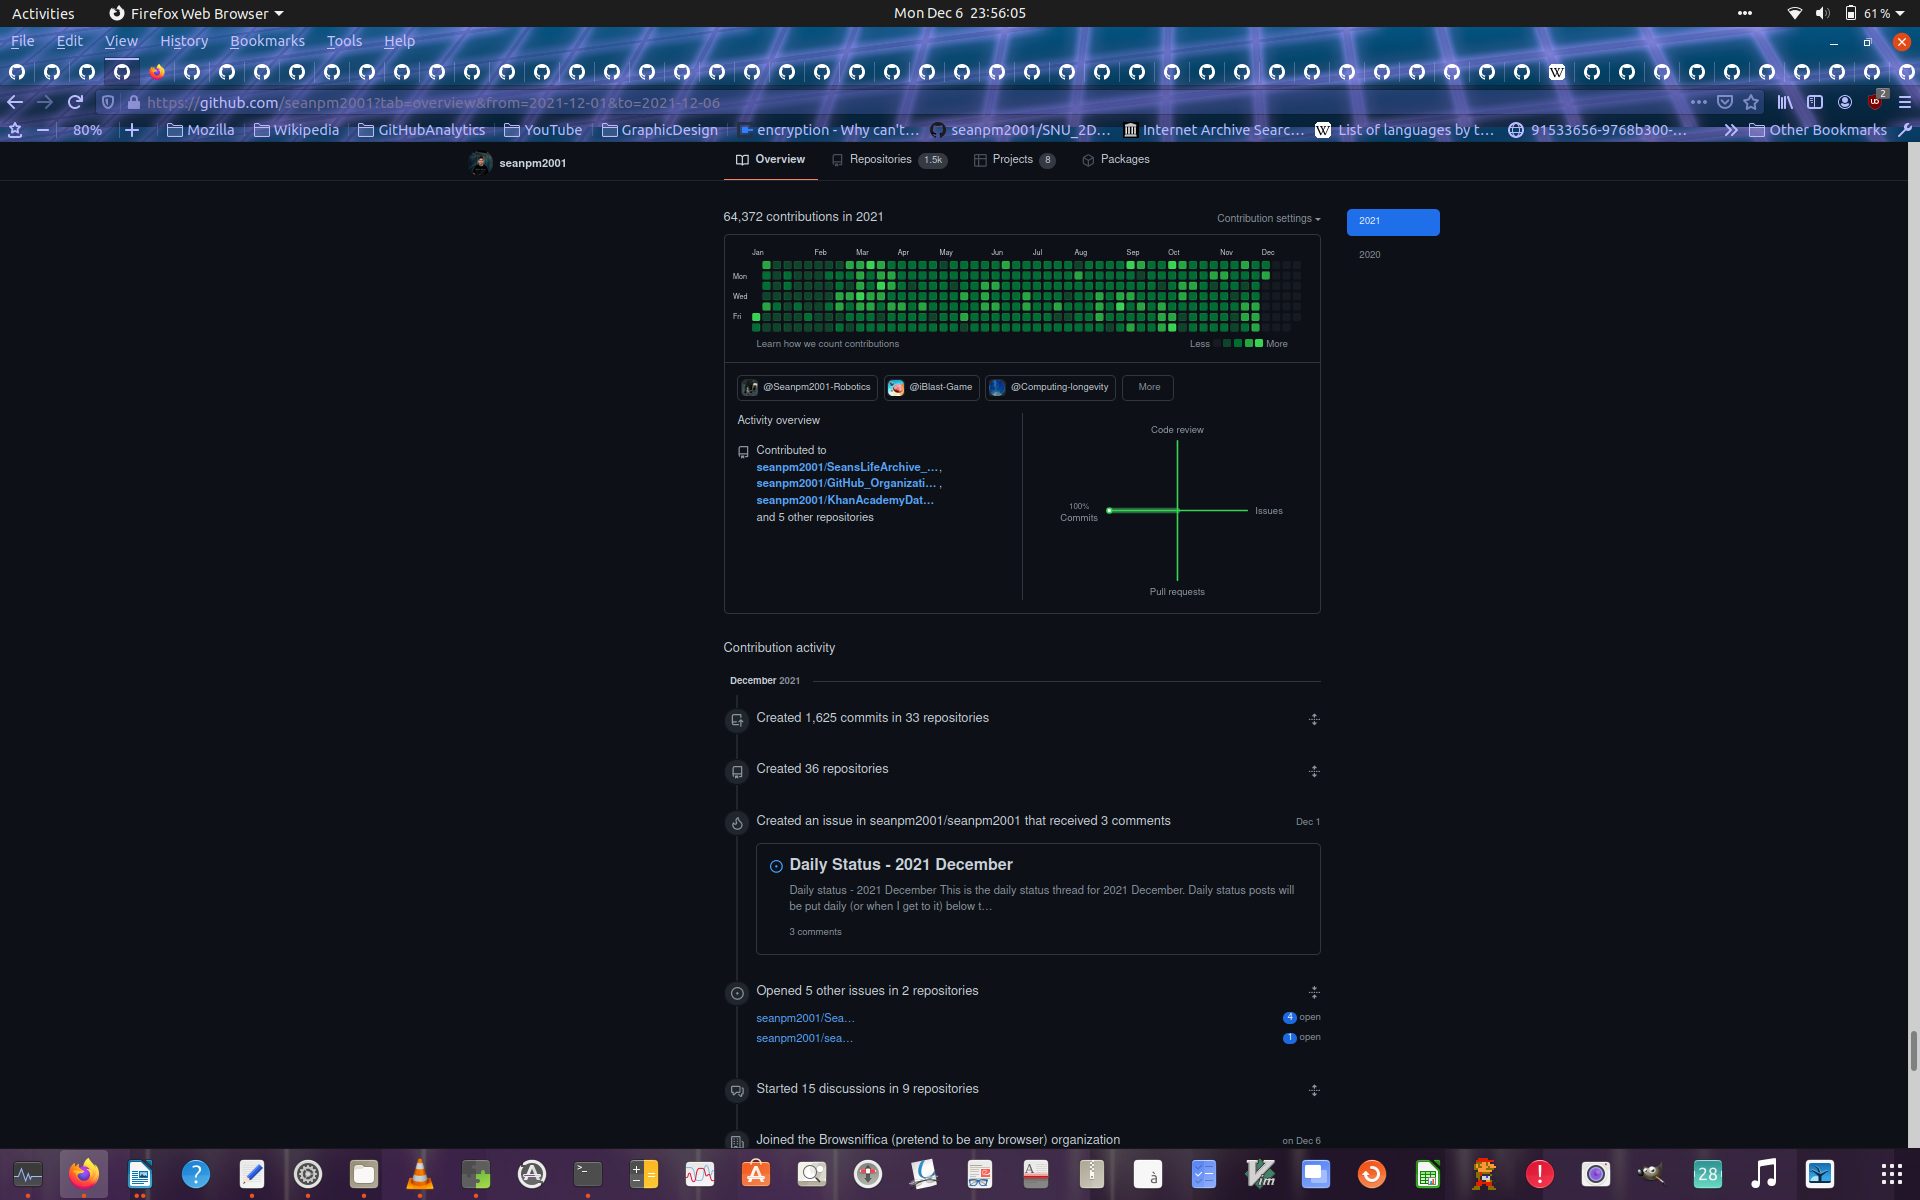 Activities Firefox Web Browser Mon Dec 6 23:56:05 61 %
File Edit View History Bookmarks Tools Help
https://github.com/seanpm2001?tab=overview&from=2021-12-01&to=2021-12-06 2
80% Mozilla Wikipedia GitHubAnalytics YouTube GraphicDesign encryption - Why can't… seanpm2001/SNU_2D… Internet Archive Searc… List of languages by t… 91533656-9768b300-… Other Bookmarks
seanpm2001 Overview Repositories 1.5k Projects 8 Packages
64,372 contributions in 2021 Contribution settings 2021
2020
Jan Feb Mar Apr May Jun Jul Aug Sep Oct Nov Dec
Mon
Wed
Fri
Learn how we count contributions Less More
@Seanpm2001-Robotics @iBlast-Game @Computing-longevity More
Activity overview
Contributed to
seanpm2001/SeansLifeArchive_…,
seanpm2001/GitHub_Organizati… ,
seanpm2001/KhanAcademyDat…
and 5 other repositories
Code review
100%
Commits
Issues
Pull requests
Contribution activity
December 2021
Created 1,625 commits in 33 repositories
Created 36 repositories
Created an issue in seanpm2001/seanpm2001 that received 3 comments Dec 1
Daily Status - 2021 December
Daily status - 2021 December This is the daily status thread for 2021 December. Daily status posts will
be put daily (or when I get to it) below t…
3 comments
Opened 5 other issues in 2 repositories
seanpm2001/Sea… 4 open
seanpm2001/sea… 1 open
Started 15 discussions in 9 repositories
Joined the Browsniffica (pretend to be any browser) organization on Dec 6
28